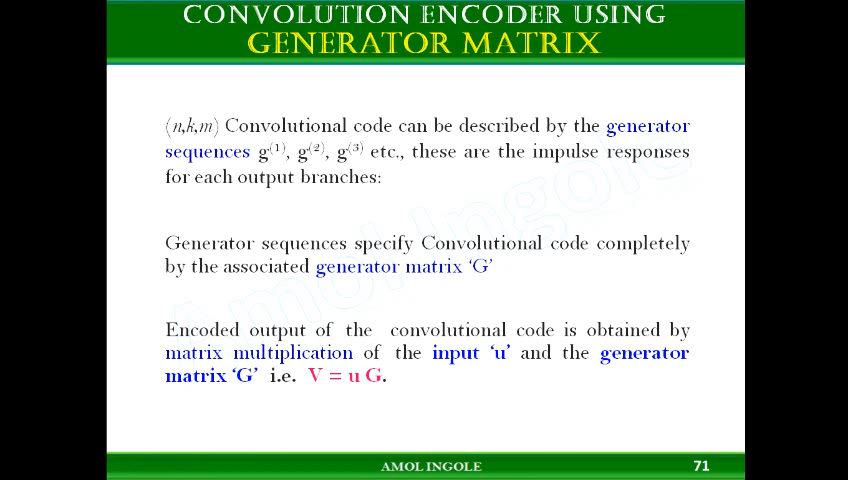 CONVOLUTION ENCODER USING
GENERATOR MATRIX
(n,k,m) Convolutional code can be described by the generator
sequences g(1), g(2), g(3) etc., these are the impulse responses
for each output branches:
Generator sequences specify Convolutional code completely
by the associated generator matrix ‘G’
Encoded output of the convolutional code is obtained by
matrix multiplication of the input ‘u’ and the generator
matrix ‘G’ i.e. V = u G.
Amol Ingole
AMOL INGOLE
71